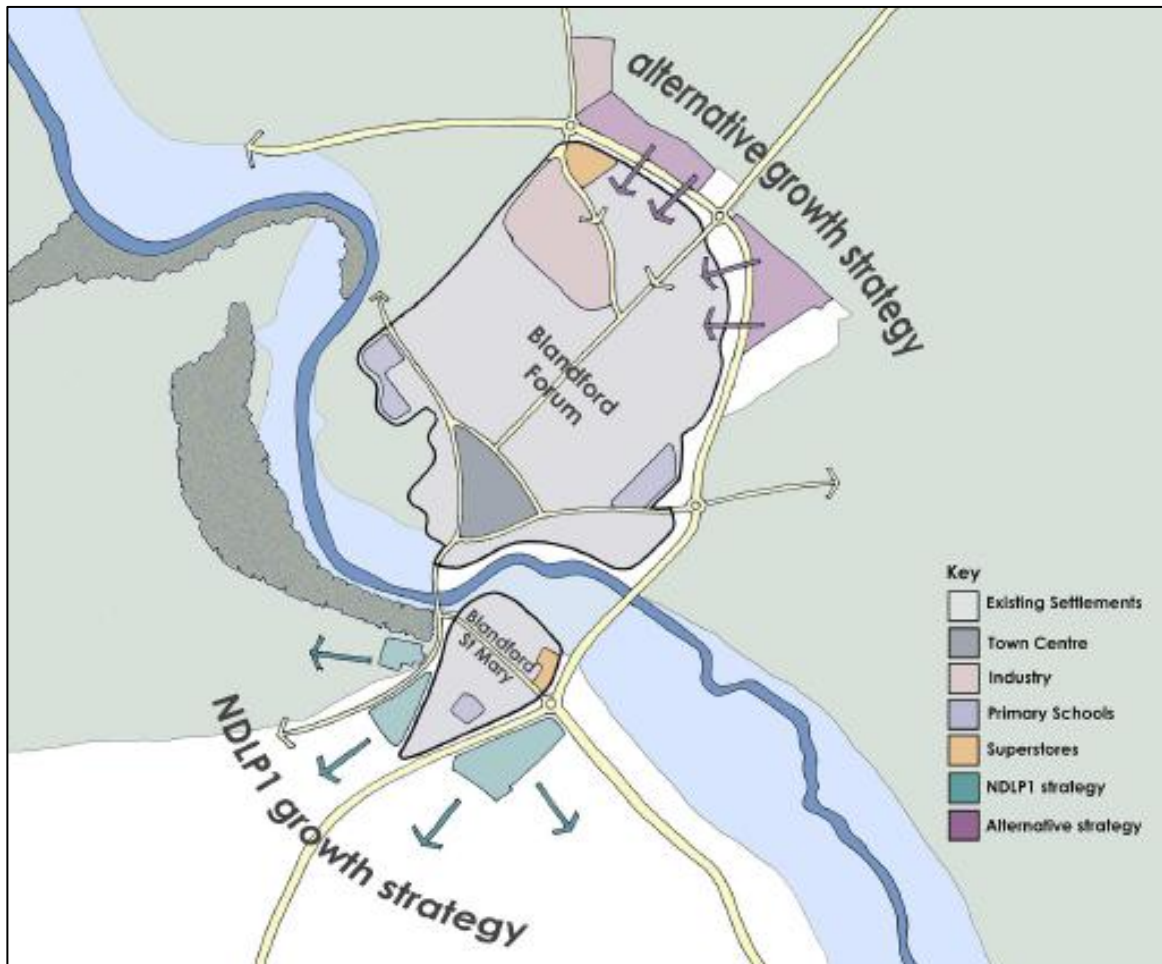 alternative growth strategy
Blandford
Forum
Blandford
St Mary
NDLP1 growth strategy
Key
Existing Settlements
Town Centre
Industry
Primary Schools
Superstores
NDLP1 strategy
Alternative strategy